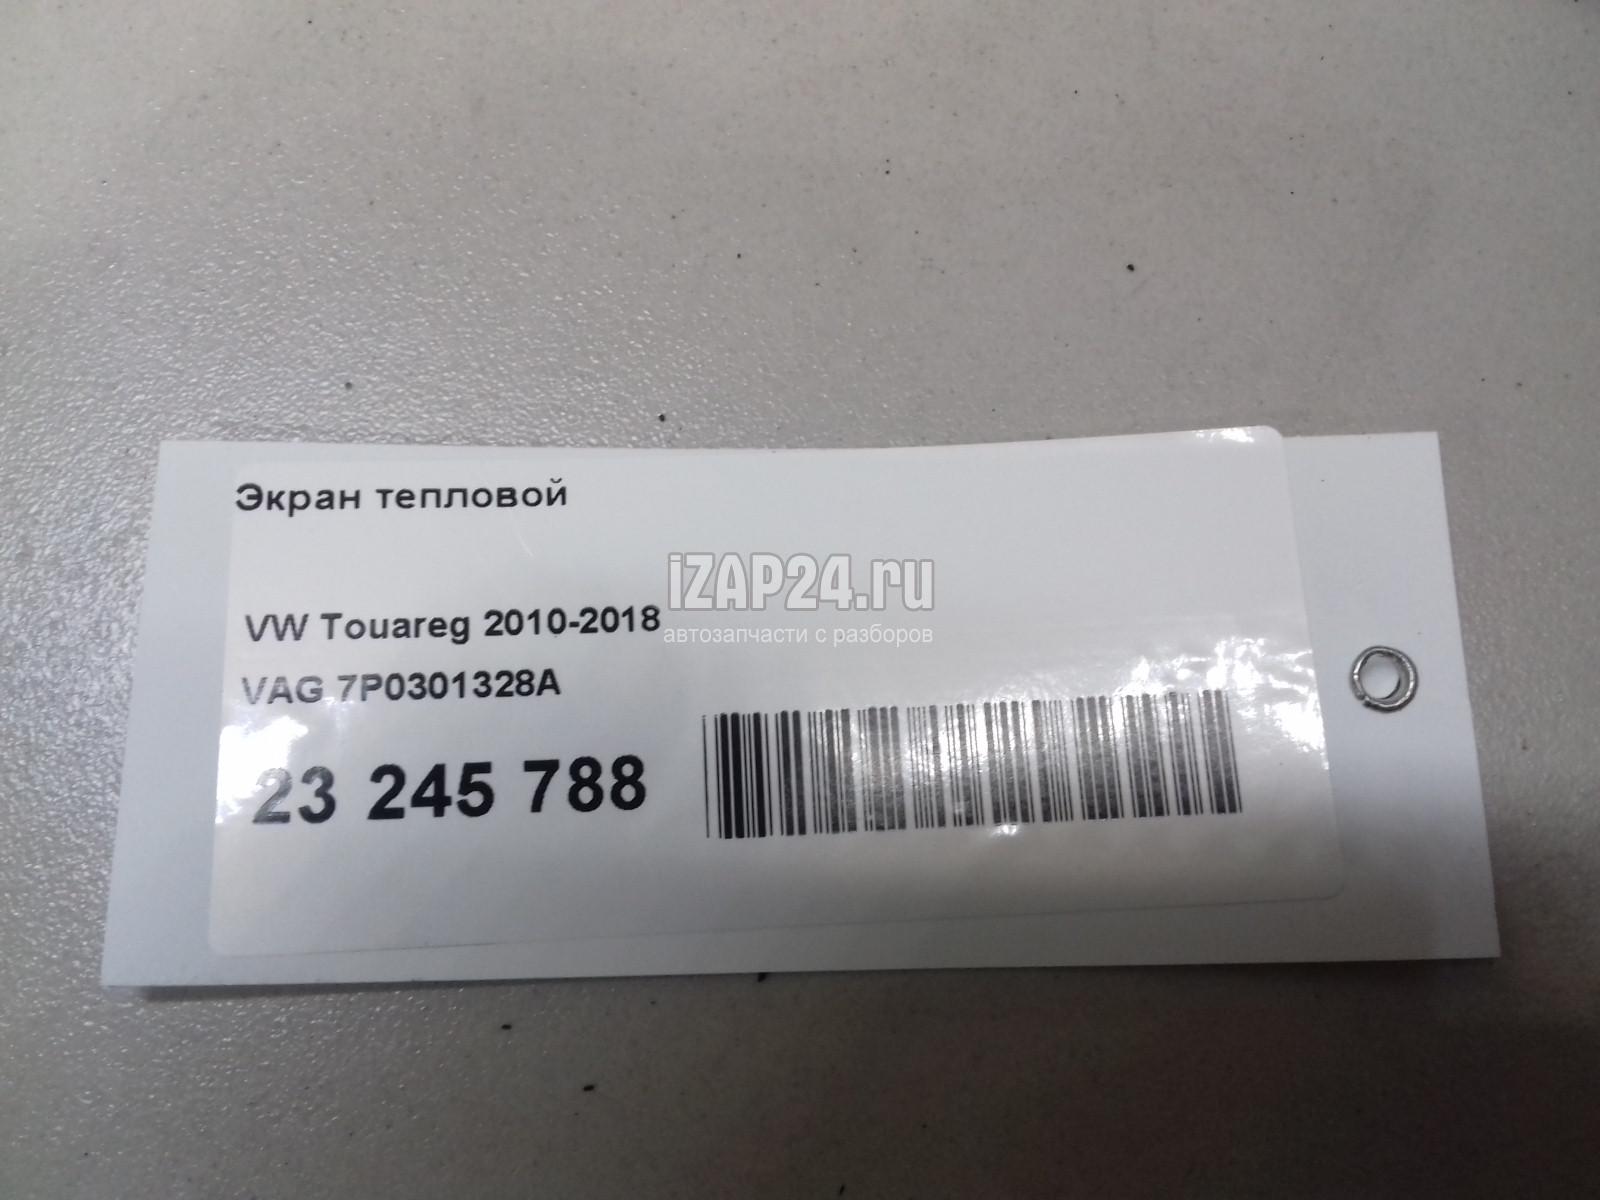 Экран тепловой
iZAP24.ru
автозапчасти с разборов
VW Touareg 2010-2018
VAG 7P0301328A
23 245 788